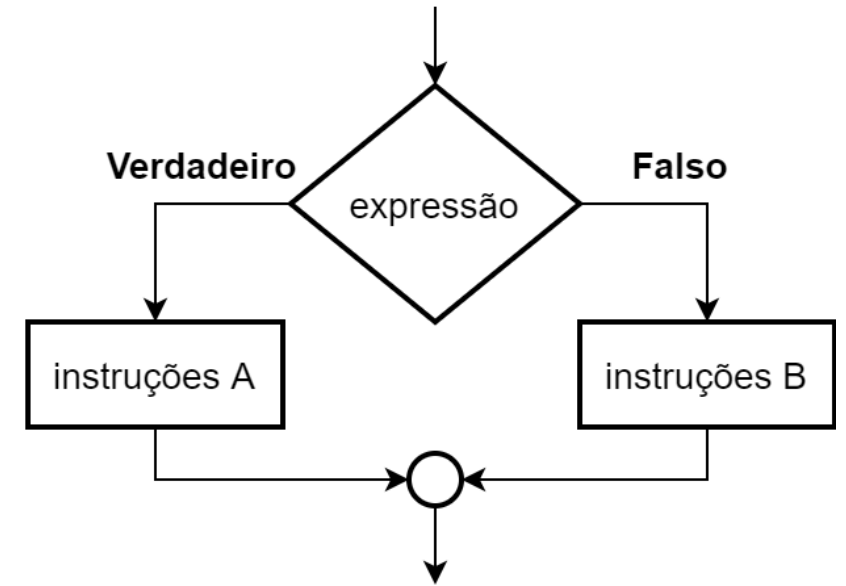 Verdadeiro
Falso
expressão
instruções A
instruções B